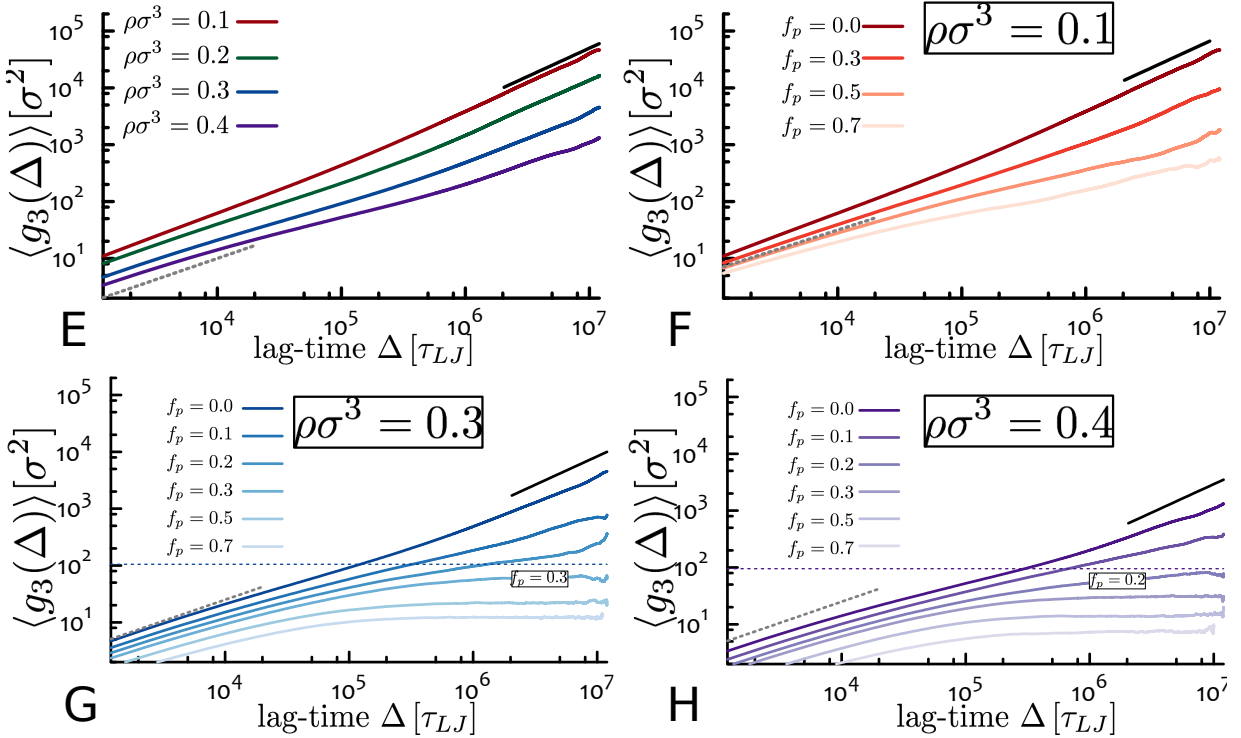 ⟨g₃(Δ)⟩[σ²]
10⁵
10⁴
10³
10²
10¹
ρσ³ = 0.1
ρσ³ = 0.2
ρσ³ = 0.3
ρσ³ = 0.4
10⁴ 10⁵ 10⁶ 10⁷
E
lag-time Δ [τ_LJ]
⟨g₃(Δ)⟩[σ²]
10⁵
10⁴
10³
10²
10¹
f_p = 0.0
f_p = 0.3
f_p = 0.5
f_p = 0.7
ρσ³ = 0.1
10⁴ 10⁵ 10⁶ 10⁷
F
lag-time Δ [τ_LJ]
⟨g₃(Δ)⟩[σ²]
10⁵
10⁴
10³
10²
10¹
f_p = 0.0
f_p = 0.1
f_p = 0.2
f_p = 0.3
f_p = 0.5
f_p = 0.7
ρσ³ = 0.3
f_p = 0.3
10⁴ 10⁵ 10⁶ 10⁷
G
lag-time Δ [τ_LJ]
⟨g₃(Δ)⟩[σ²]
10⁵
10⁴
10³
10²
10¹
f_p = 0.0
f_p = 0.1
f_p = 0.2
f_p = 0.3
f_p = 0.5
f_p = 0.7
ρσ³ = 0.4
f_p = 0.2
10⁴ 10⁵ 10⁶ 10⁷
H
lag-time Δ [τ_LJ]